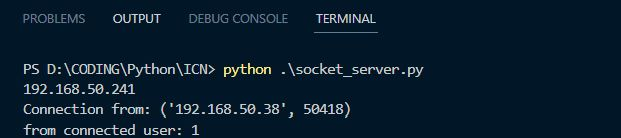 PROBLEMS OUTPUT DEBUG CONSOLE TERMINAL
PS D:\CODING\Python\ICN> python .\socket_server.py
192.168.50.241
Connection from: ('192.168.50.38', 50418)
from connected user: 1